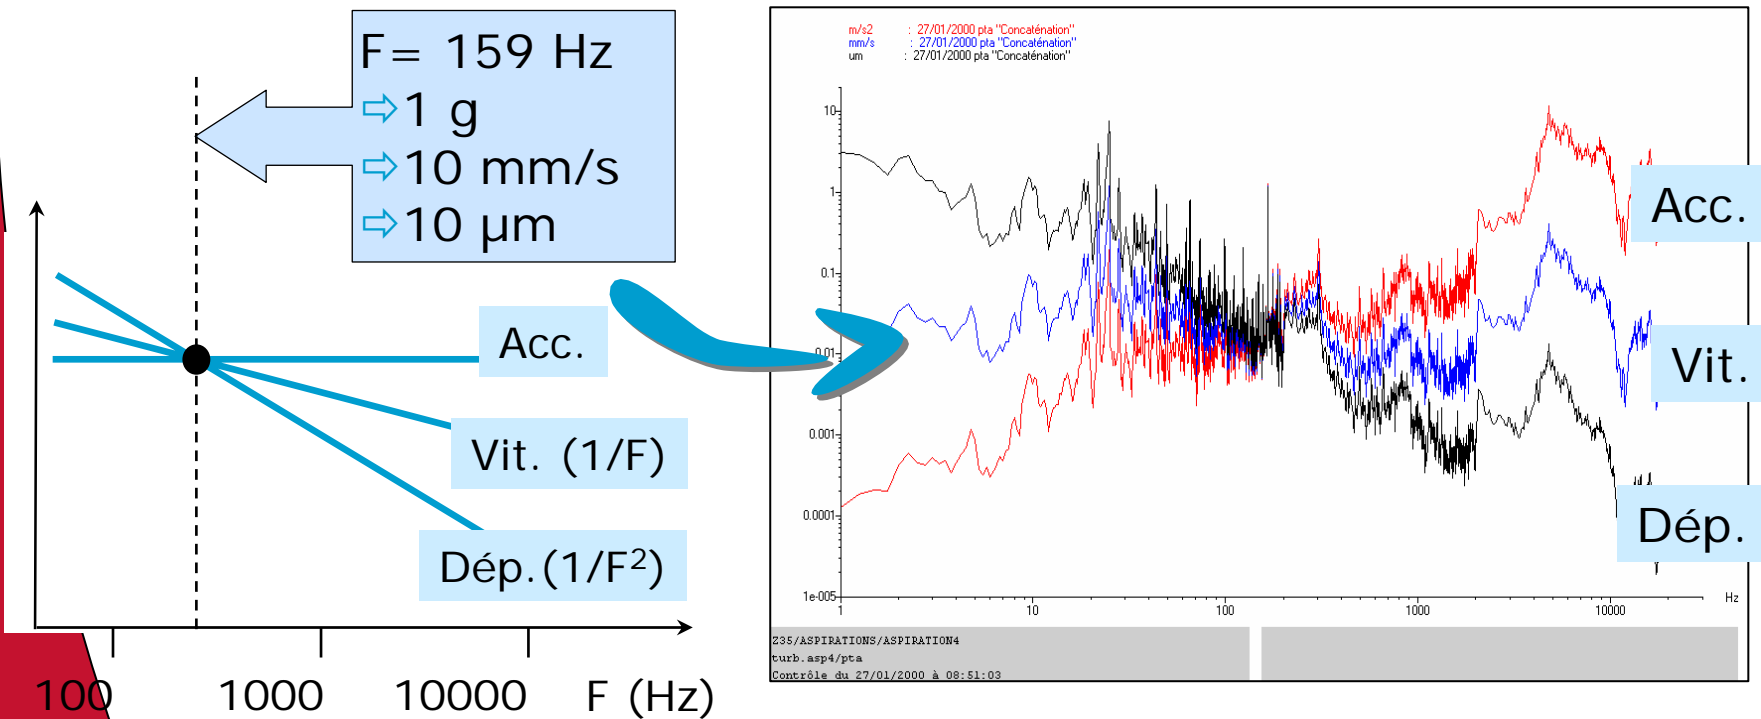 F= 159 Hz
⇨1 g
⇨10 mm/s
⇨10 µm
Acc.
Vit. (1/F)
Dép.(1/F²)
100 1000 10000 F (Hz)
m/s2 : 27/01/2000 pta "Concaténation"
mm/s : 27/01/2000 pta "Concaténation"
um : 27/01/2000 pta "Concaténation"
10
1
0.1
0.01
0.001
0.0001
1e-005
1 10 100 1000 10000 Hz
Acc.
Vit.
Dép.
Z35/ASPIRATIONS/ASPIRATION4
turb.asp4/pta
Contrôle du 27/01/2000 à 08:51:03